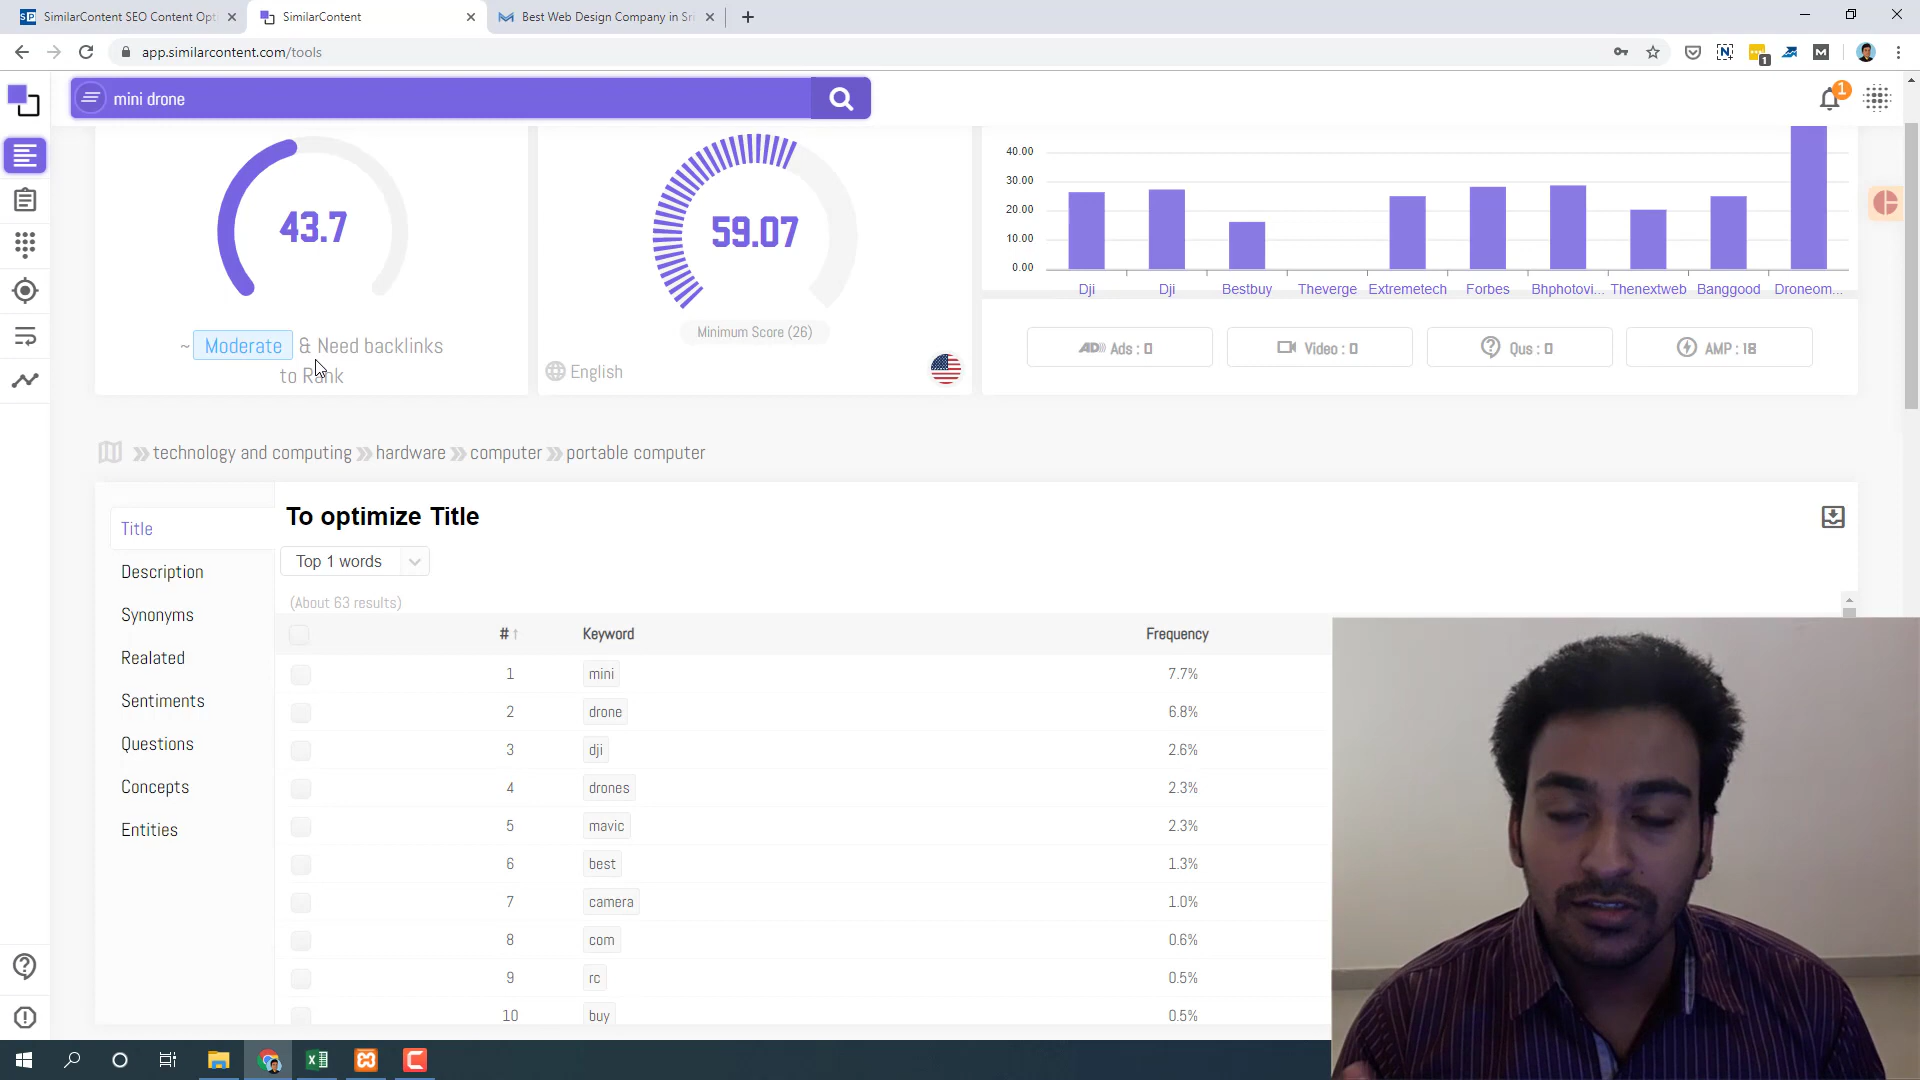 SimilarContent SEO Content Opt
SimilarContent
Best Web Design Company in Sri
app.similarcontent.com/tools
1
M
mini drone
1
43.7
~ Moderate & Need backlinks
to Rank
59.07
Minimum Score (26)
English
40.00
30.00
20.00
10.00
0.00
Dji
Dji
Bestbuy
Theverge
Extremetech
Forbes
Bhphotovi...
Thenextweb
Banggood
Droneom...
AD Ads : 0
Video : 0
Qus : 0
AMP : 18
technology and computing » hardware » computer » portable computer
Title
Description
Synonyms
Realated
Sentiments
Questions
Concepts
Entities
To optimize Title
Top 1 words
(About 63 results)
# Keyword Frequency
1 mini 7.7%
2 drone 6.8%
3 dji 2.6%
4 drones 2.3%
5 mavic 2.3%
6 best 1.3%
7 camera 1.0%
8 com 0.6%
9 rc 0.5%
10 buy 0.5%